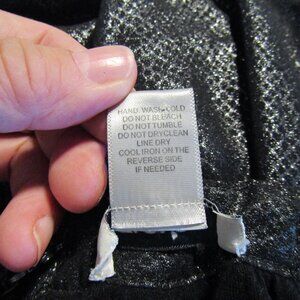 HAND. WASH COLD
DO NOT BLEACH
DO NOT TUMBLE
DO NOT DRYCLEAN
LINE DRY
COOL IRON ON THE
REVERSE SIDE
IF NEEDED